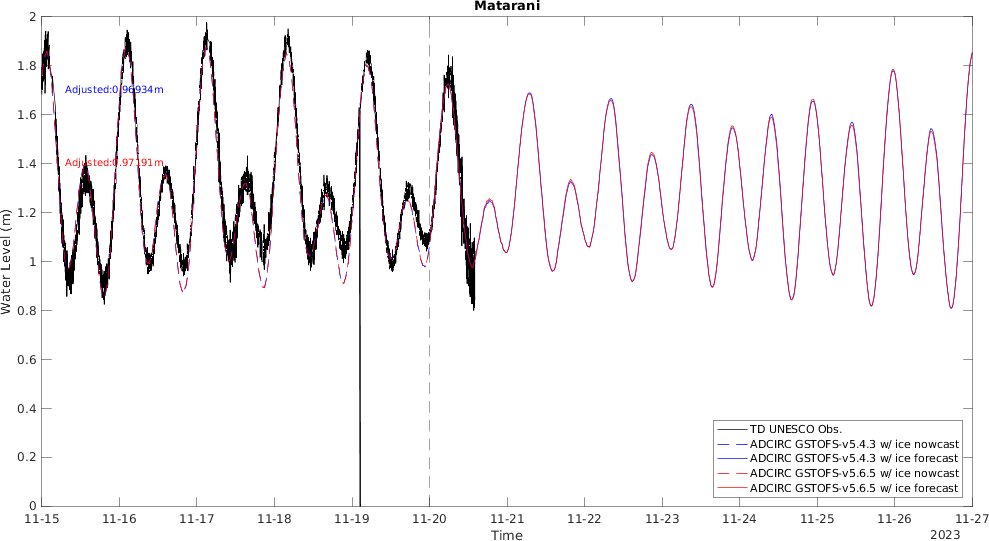 Matarani
2
1.8
1.6
1.4
1.2
1
0.8
0.6
0.4
0.2
0
Water Level (m)
Adjusted:0.96934m
Adjusted:0.97191m
TD UNESCO Obs.
ADCIRC GSTOFS-v5.4.3 w/ ice nowcast
ADCIRC GSTOFS-v5.4.3 w/ ice forecast
ADCIRC GSTOFS-v5.6.5 w/ ice nowcast
ADCIRC GSTOFS-v5.6.5 w/ ice forecast
11-15 11-16 11-17 11-18 11-19 11-20 11-21 11-22 11-23 11-24 11-25 11-26 11-27
Time
2023